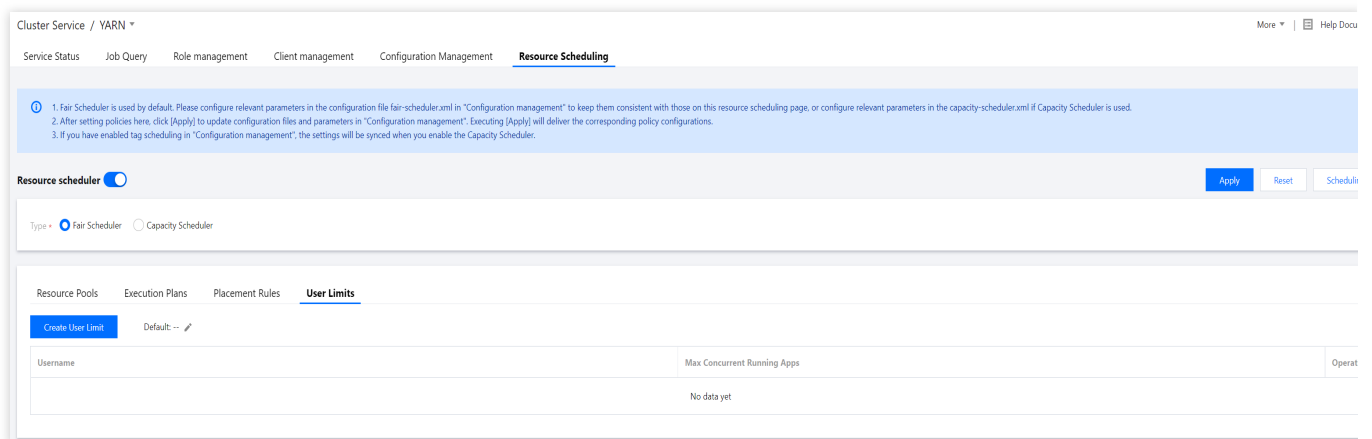 Cluster Service / YARN
More | Help Docu
Service Status Job Query Role management Client management Configuration Management Resource Scheduling
1. Fair Scheduler is used by default. Please configure relevant parameters in the configuration file fair-scheduler.xml in "Configuration management" to keep them consistent with those on this resource scheduling page, or configure relevant parameters in the capacity-scheduler.xml if Capacity Scheduler is used.
2. After setting policies here, click [Apply] to update configuration files and parameters in "Configuration management". Executing [Apply] will deliver the corresponding policy configurations.
3. If you have enabled tag scheduling in "Configuration management", the settings will be synced when you enable the Capacity Scheduler.
Resource scheduler Apply Reset Schedulin
Type * Fair Scheduler Capacity Scheduler
Resource Pools Execution Plans Placement Rules User Limits
Create User Limit Default: --
Username Max Concurrent Running Apps Operat
No data yet